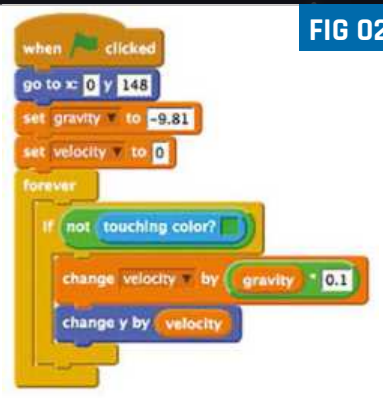 FIG 02
when clicked
go to x: 0 y 148
set gravity to -9.81
set velocity to 0
forever
if not touching color?
change velocity by gravity * 0.1
change y by velocity